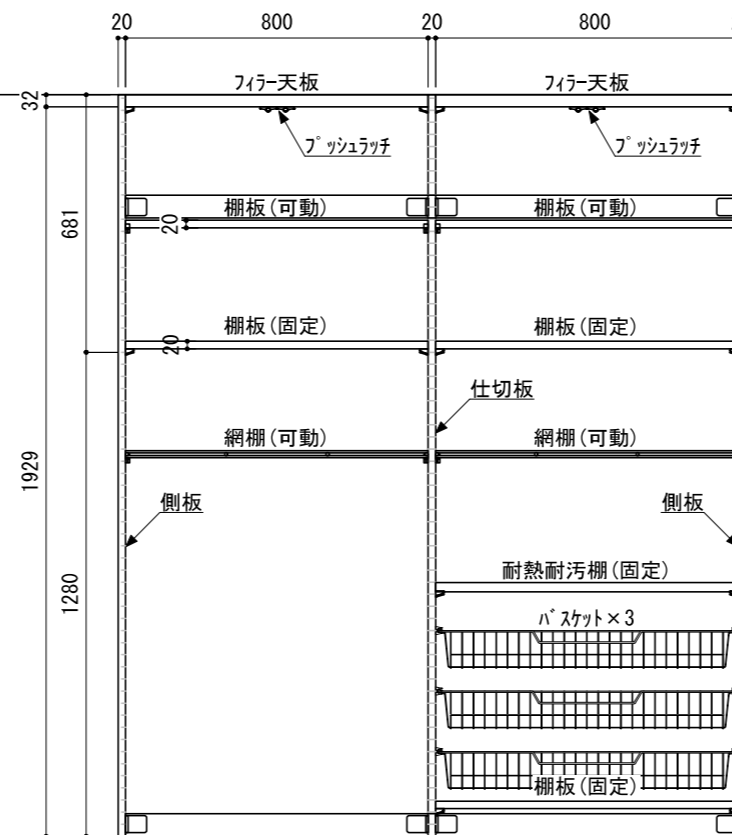 20 800 20 800
フィラー天板 フィラー天板
32
プッシュラッチ プッシュラッチ
棚板(可動) 棚板(可動)
681
20
棚板(固定) 棚板(固定)
20
仕切板
網棚(可動) 網棚(可動)
1929
側板 側板
耐熱耐汚棚(固定)
1280
バスケット×3
棚板(固定)